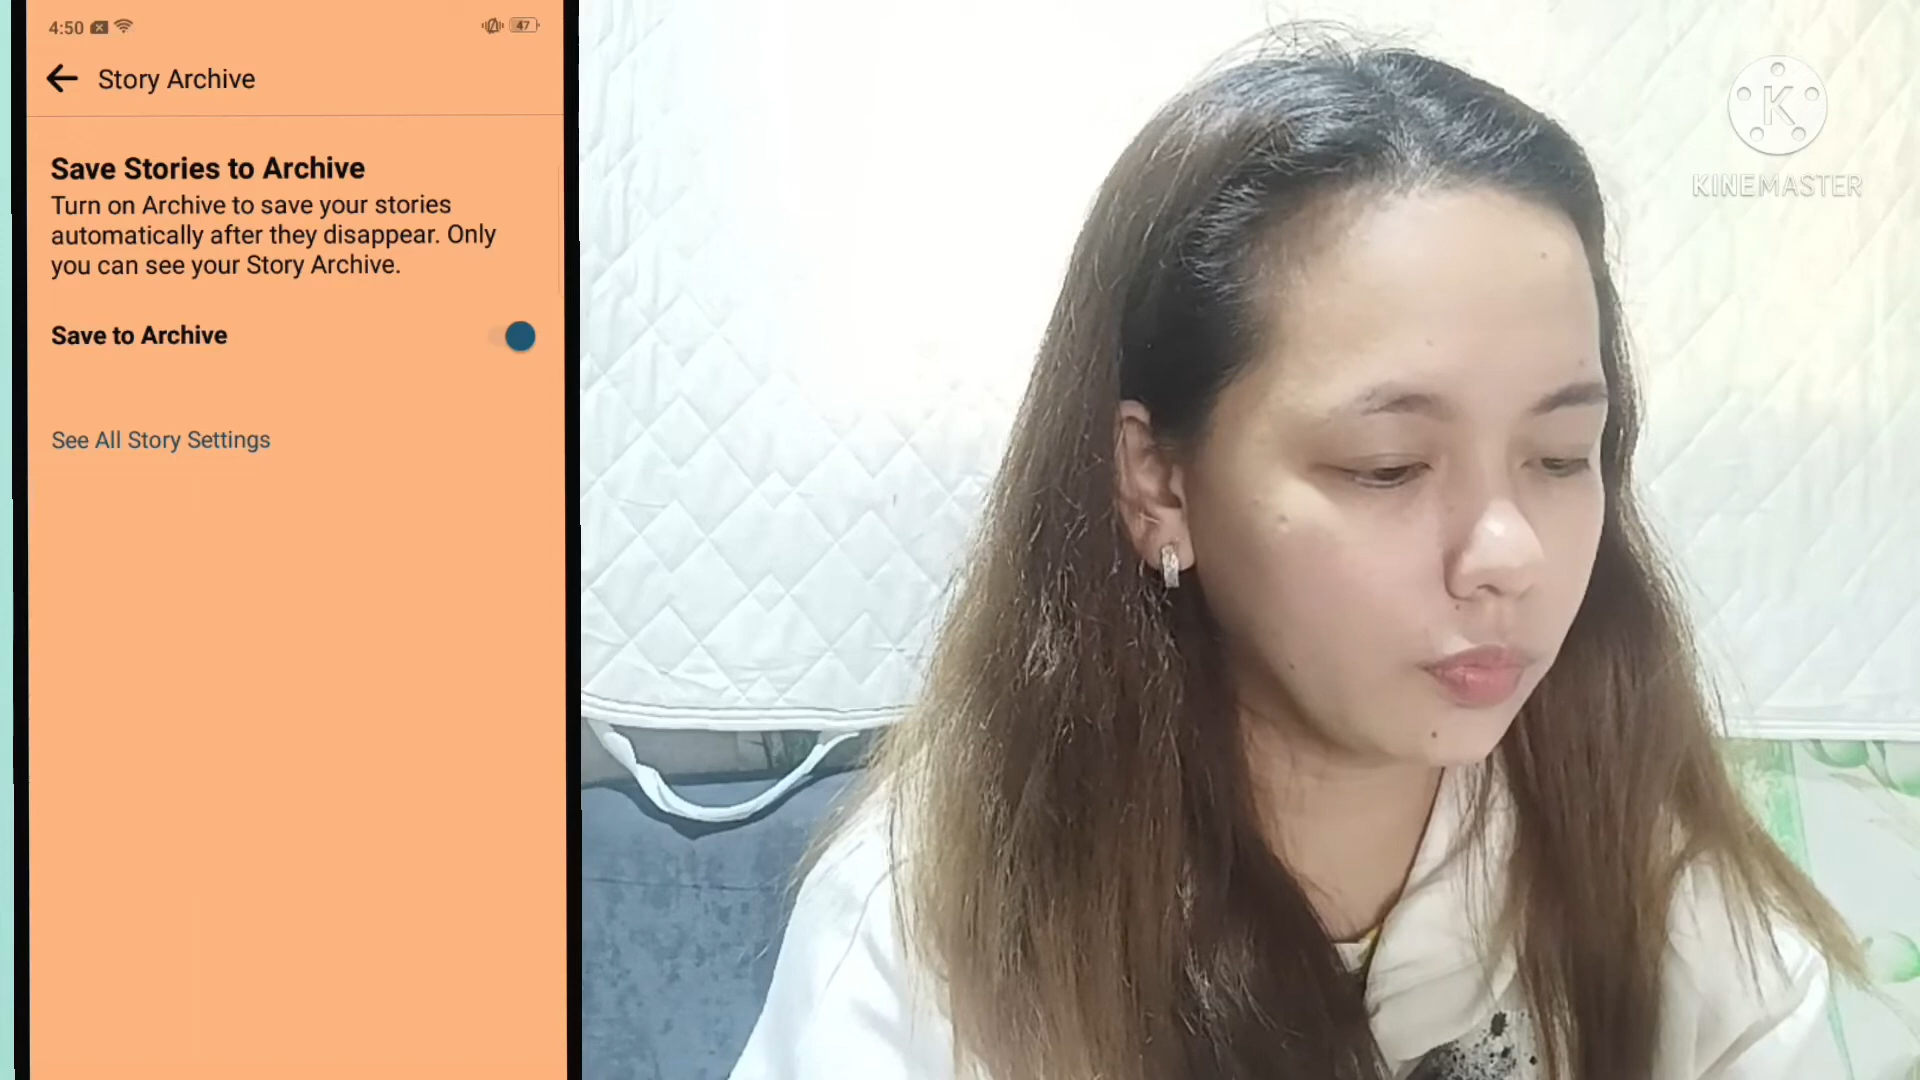 4:50
47
Story Archive
Save Stories to Archive
Turn on Archive to save your stories
automatically after they disappear. Only
you can see your Story Archive.
Save to Archive
See All Story Settings
K
KINEMASTER